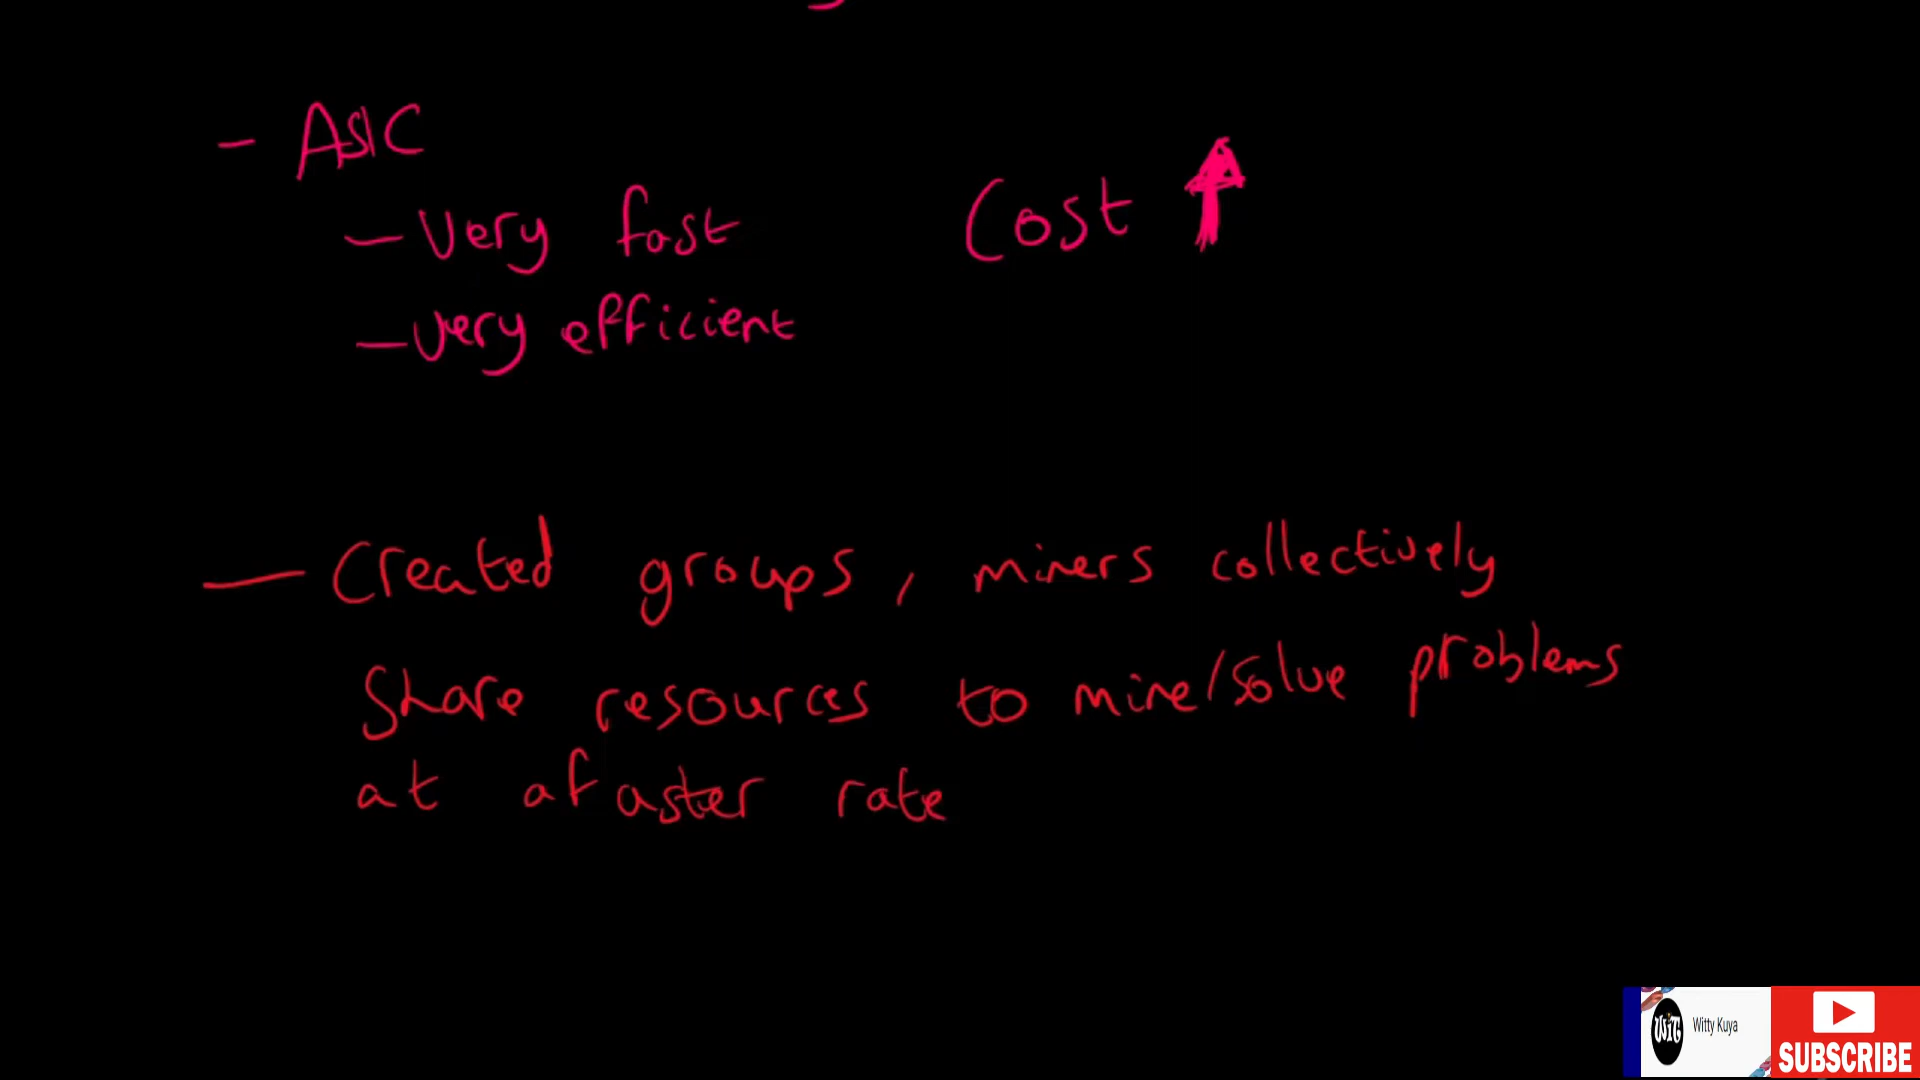 - ASIC
- Very fast
Cost ↑
- Very efficient
- Created groups, miners collectively
Share resources to mine/solve problems
at a faster rate
WiTG
Witty Kuya
SUBSCRIBE